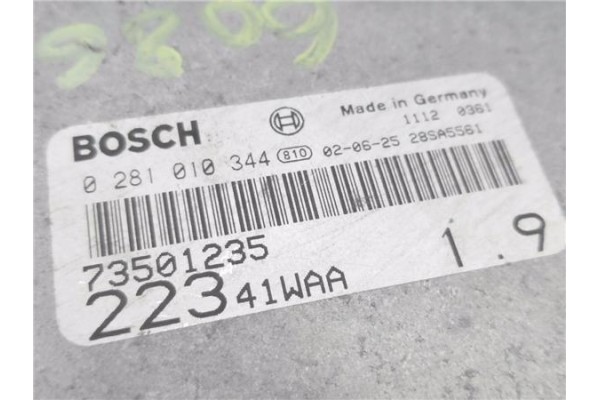 BOSCH
Made in Germany
1112 0361
0 281 010 344 810 02-06-25 28SA5561
73501235
223 41WAA
1.9